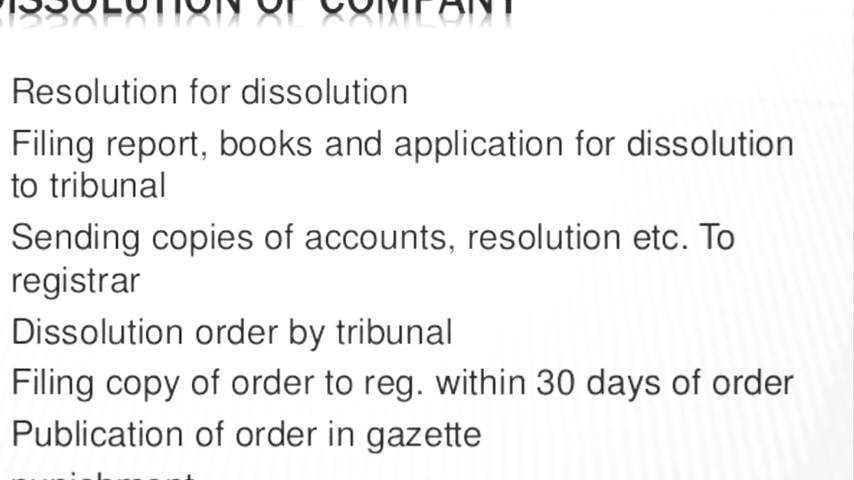 DISSOLUTION OF COMPANY
Resolution for dissolution
Filing report, books and application for dissolution
to tribunal
Sending copies of accounts, resolution etc. To
registrar
Dissolution order by tribunal
Filing copy of order to reg. within 30 days of order
Publication of order in gazette
punishment